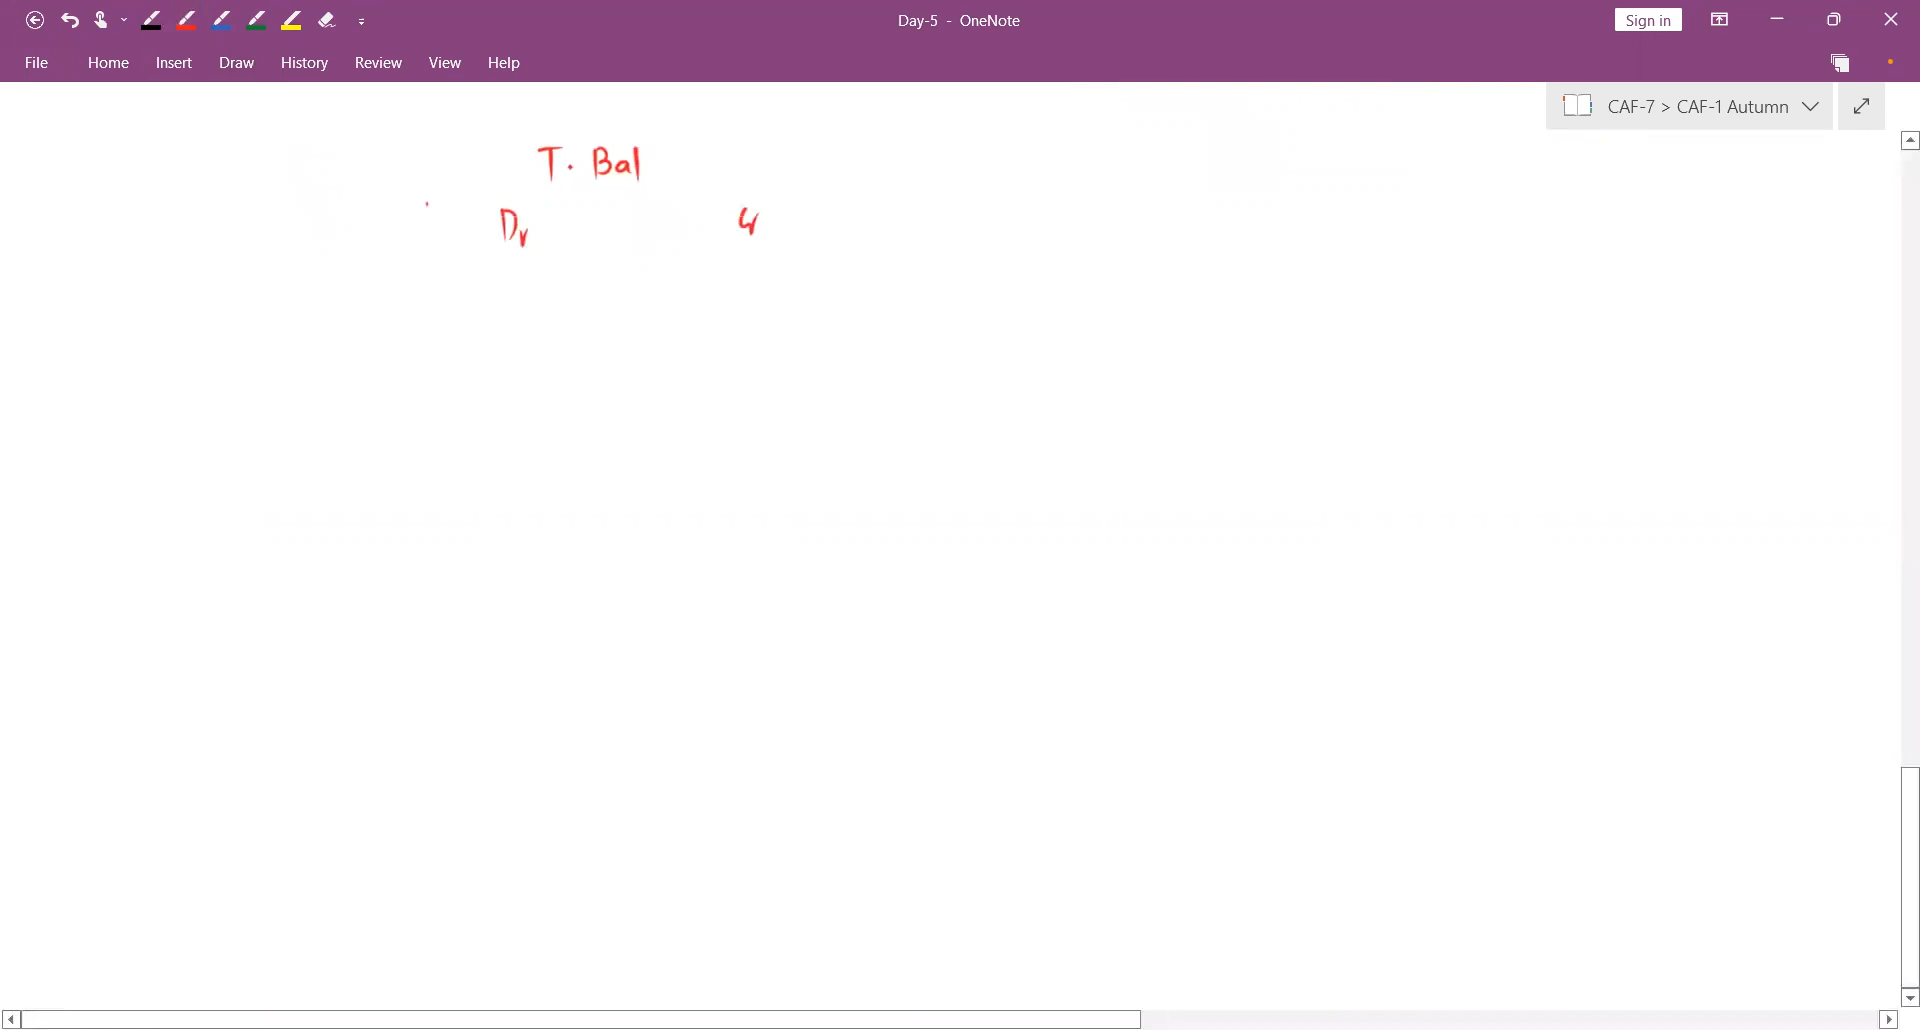 Day-5 - OneNote
Sign in
File Home Insert Draw History Review View Help
CAF-7 > CAF-1 Autumn
T. Bal
Dr Cr